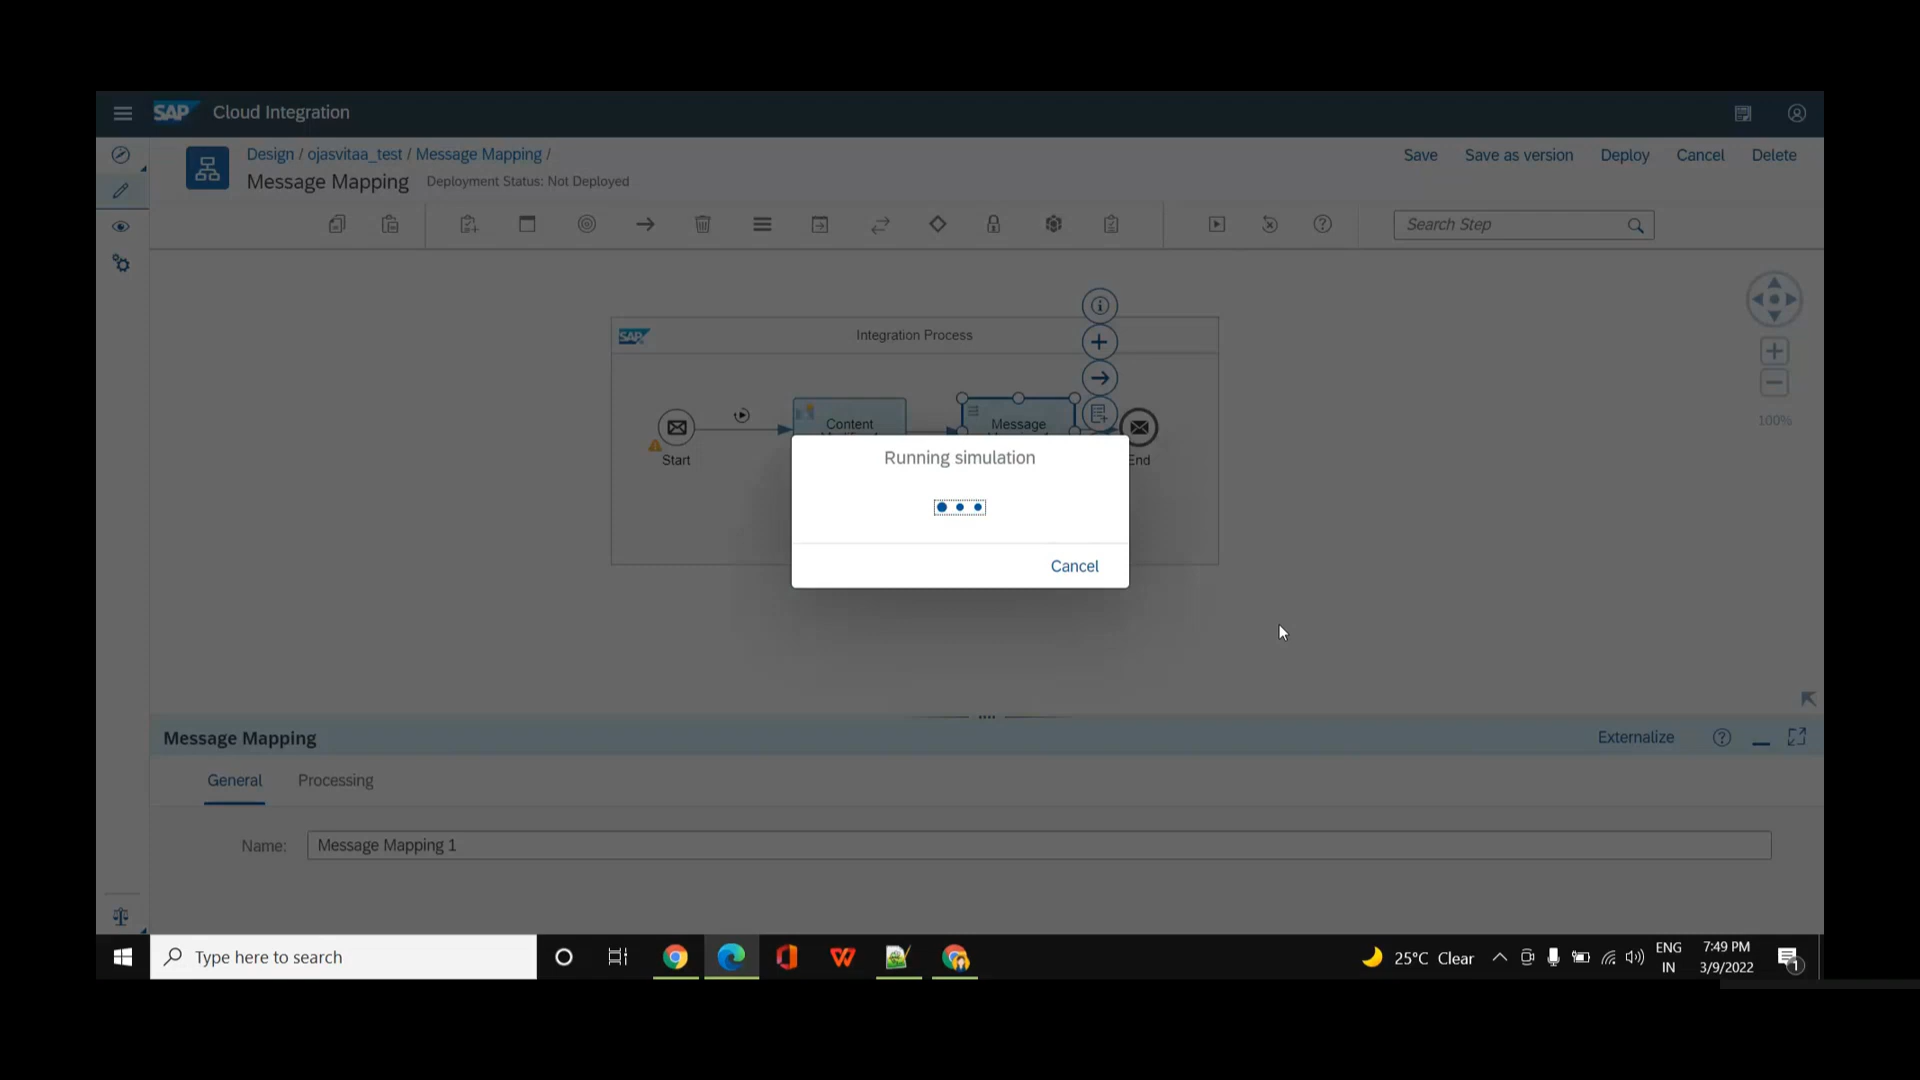 SAP Cloud Integration
Design / ojasvitaa_test / Message Mapping /
Message Mapping Deployment Status: Not Deployed
Save Save as version Deploy Cancel Delete
Search Step
SAP Integration Process
Content
Message
Start
End
100%
Running simulation
Cancel
Message Mapping
Externalize
General Processing
Name: Message Mapping 1
Type here to search
25°C Clear
ENG
IN
7:49 PM
3/9/2022
1